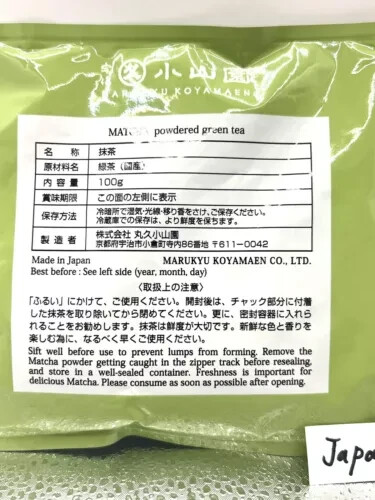 小山園
MARUKYU KOYAMAEN
MATCHA powdered green tea
名 称 抹茶
原材料名 緑茶（国産）
内 容 量 100g
賞味期限 この面の左側に表示
保存方法 冷暗所で湿気・光線・移り香をさけ、ご保存ください。
冷蔵庫での保存は、より鮮度を保ちます。
製 造 者 株式会社 丸久小山園
京都府宇治市小倉町寺内86番地 〒611-0042
Made in Japan MARUKYU KOYAMAEN CO., LTD.
Best before : See left side (year, month, day)
〈取扱上の注意〉
「ふるい」にかけて、ご使用ください。開封後は、チャック部分に付着
した抹茶を取り除いてから閉めてください。更に、密封容器に入れら
れることをお勧めします。抹茶は鮮度が大切です。新鮮な色と香りを
楽しむ為に、なるべく早くご使用ください。
Sift well before use to prevent lumps from forming. Remove the
Matcha powder getting caught in the zipper track before resealing,
and store in a well-sealed container. Freshness is important for
delicious Matcha. Please consume as soon as possible after opening.
Japa